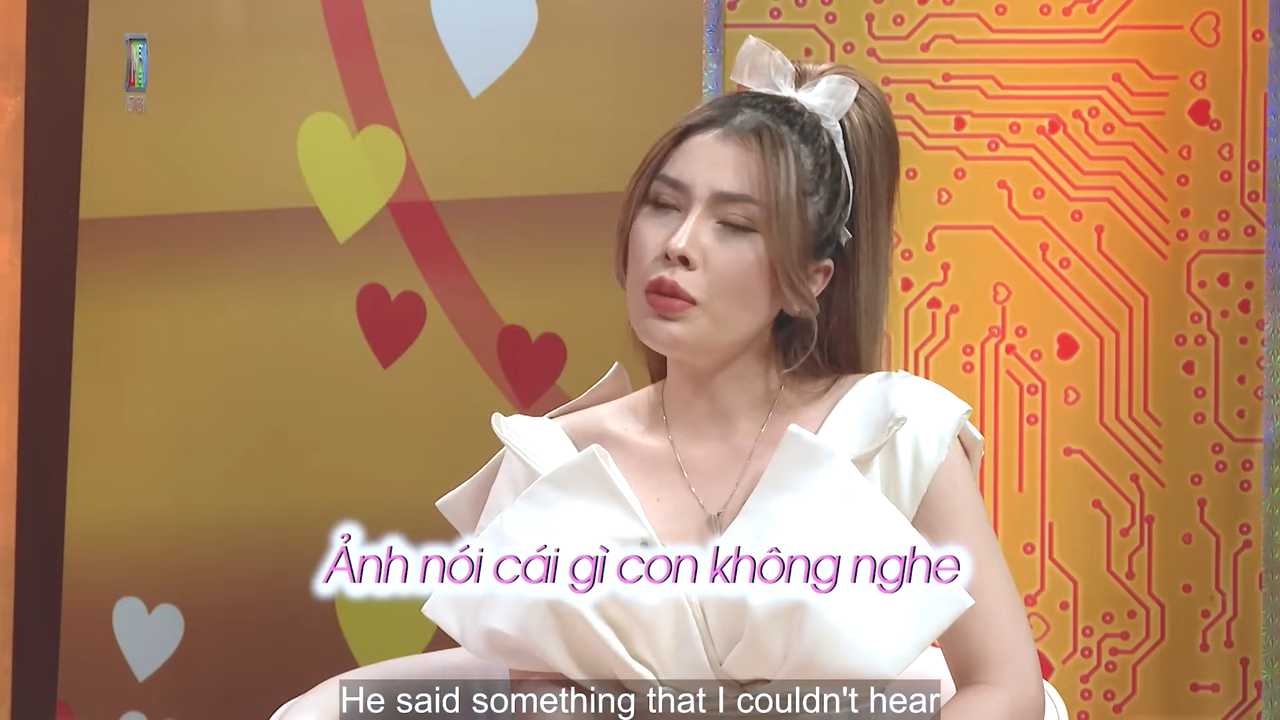 Ảnh nói cái gì con không nghe
He said something that I couldn't hear